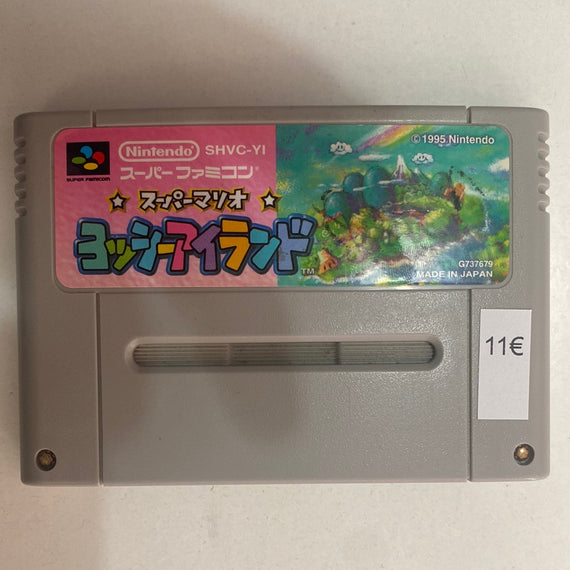 Nintendo SHVC-YI
©1995 Nintendo
スーパー ファミコン
SUPER FAMICOM
スーパーマリオ
ヨッシーアイランド
TM
G737679
MADE IN JAPAN
11€